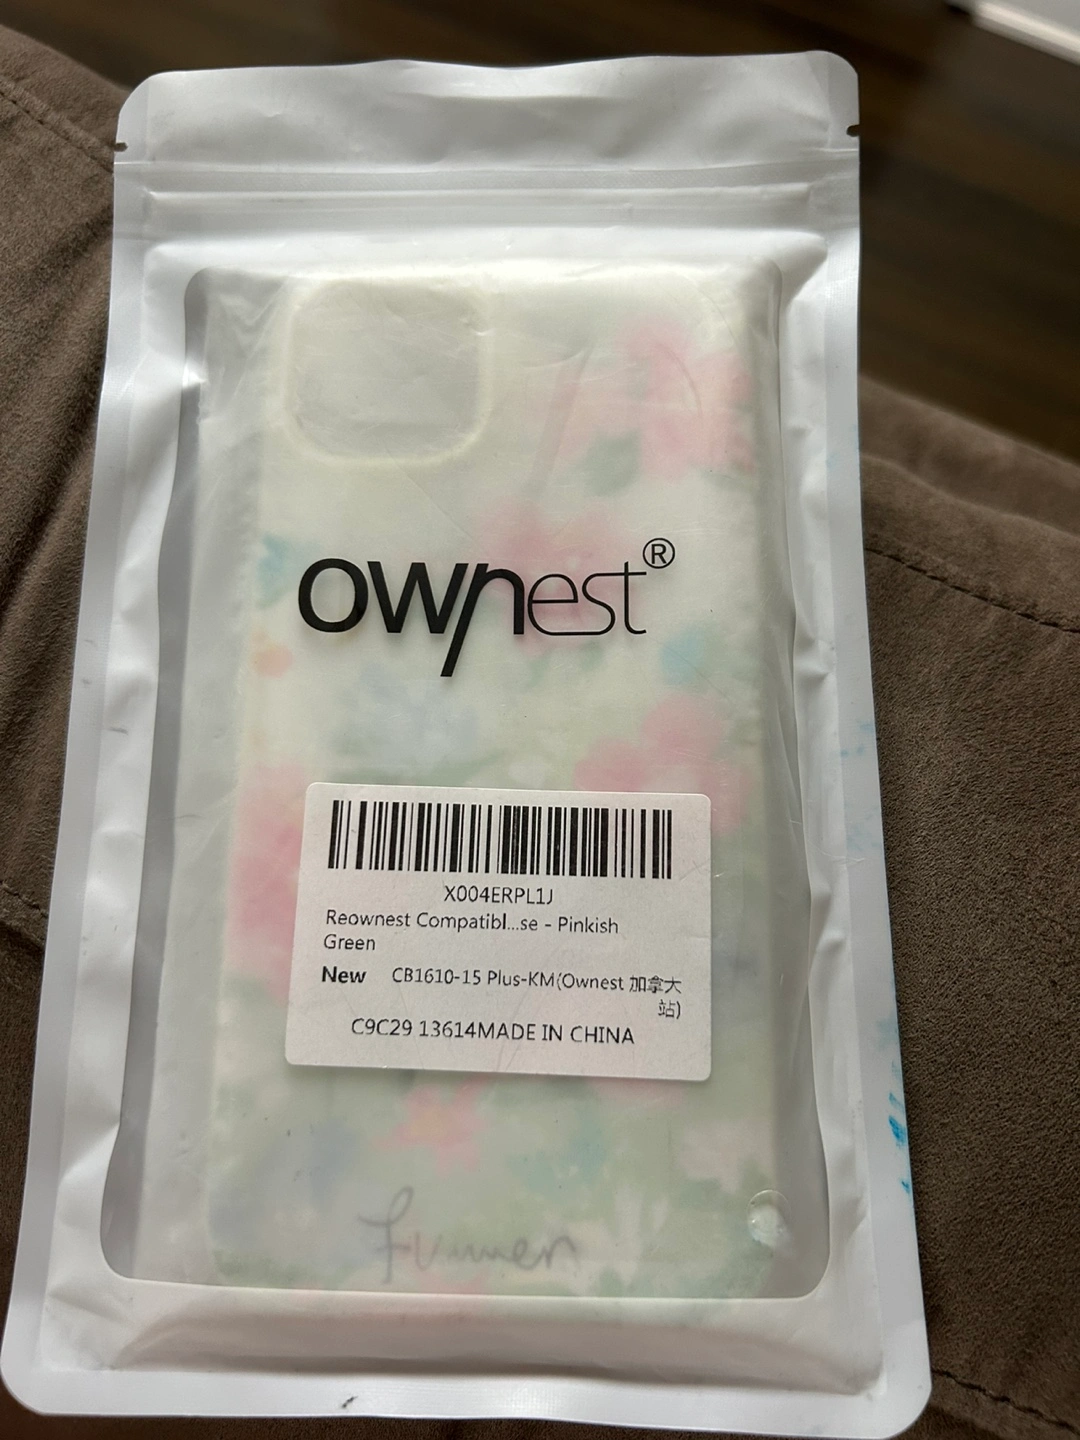 ownest®
X004ERPL1J
Reownest Compatibl...se - Pinkish
Green
New CB1610-15 Plus-KM(Ownest 加拿大
站)
C9C29 13614MADE IN CHINA